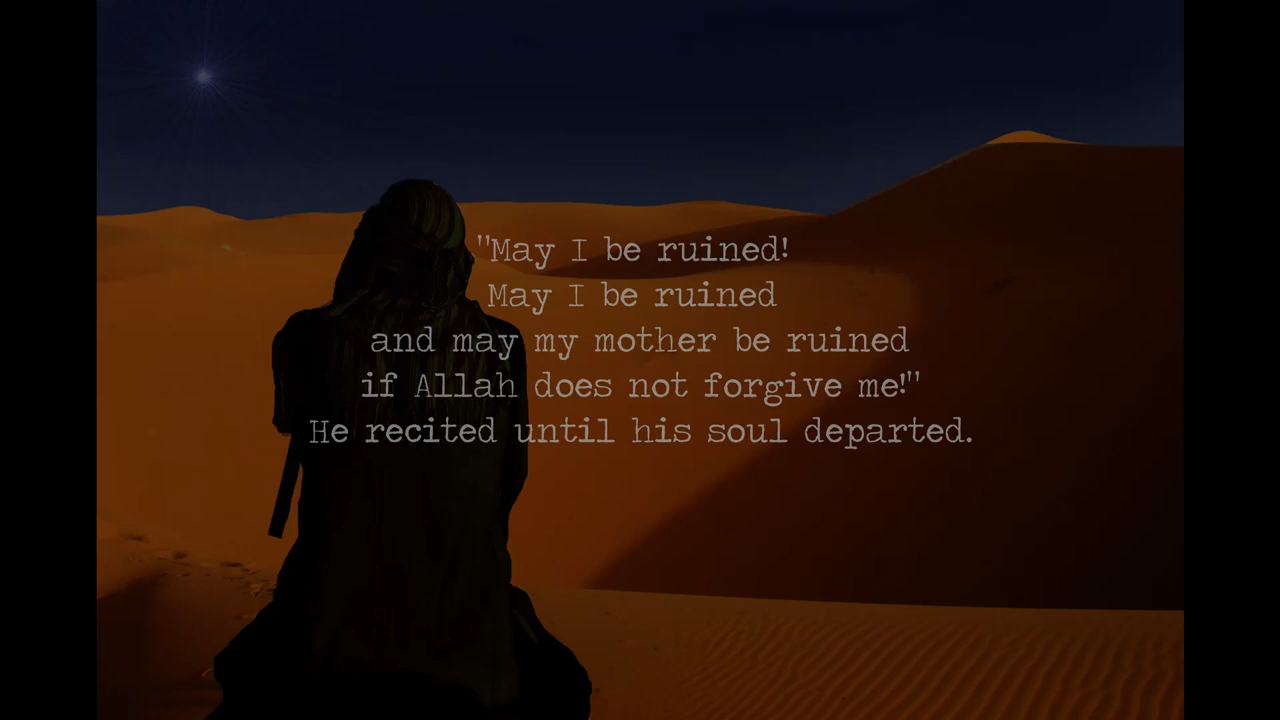 "May I be ruined!
May I be ruined
and may my mother be ruined
if Allah does not forgive me!"
He recited until his soul departed.